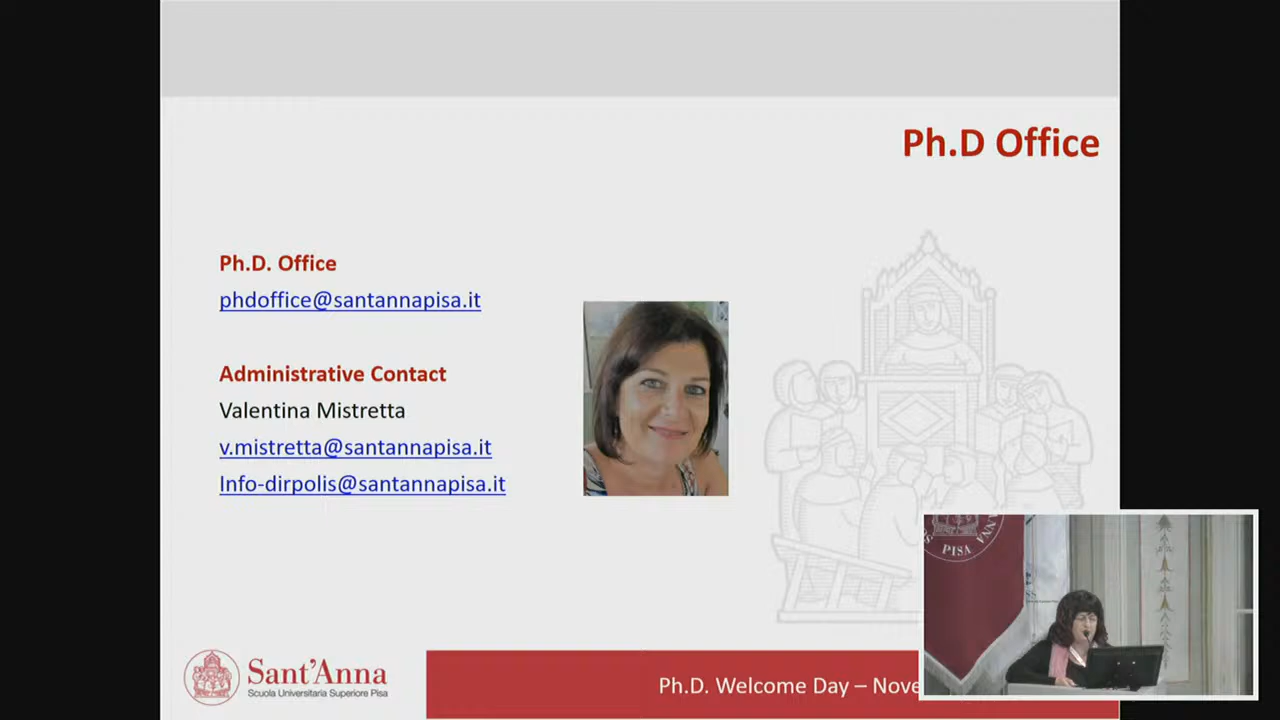 Ph.D Office
Ph.D. Office
phdoffice@santannapisa.it
Administrative Contact
Valentina Mistretta
v.mistretta@santannapisa.it
Info-dirpolis@santannapisa.it
Sant'Anna
Scuola Universitaria Superiore Pisa
Ph.D. Welcome Day – Nove
ANNA
PISA